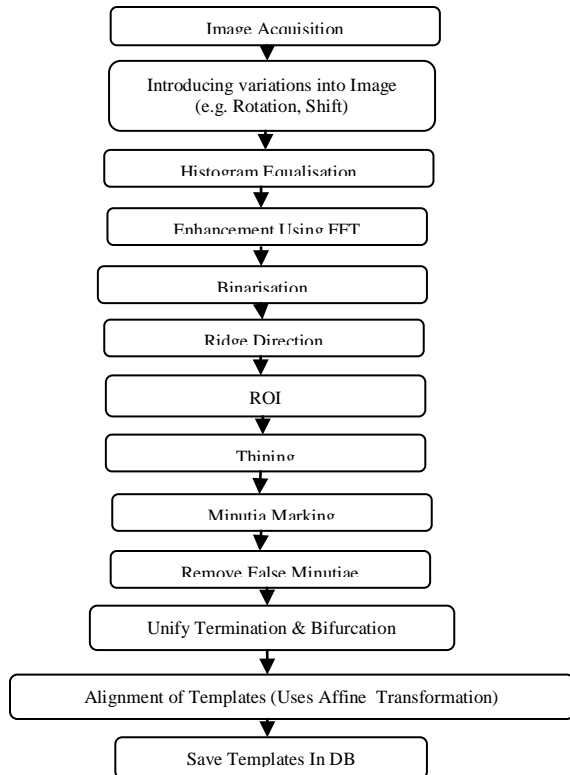 Image Acquisition
Introducing variations into Image
(e.g. Rotation, Shift)
Histogram Equalisation
Enhancement Using FFT
Binarisation
Ridge Direction
ROI
Thining
Minutia Marking
Remove False Minutiae
Unify Termination & Bifurcation
Alignment of Templates (Uses Affine Transformation)
Save Templates In DB